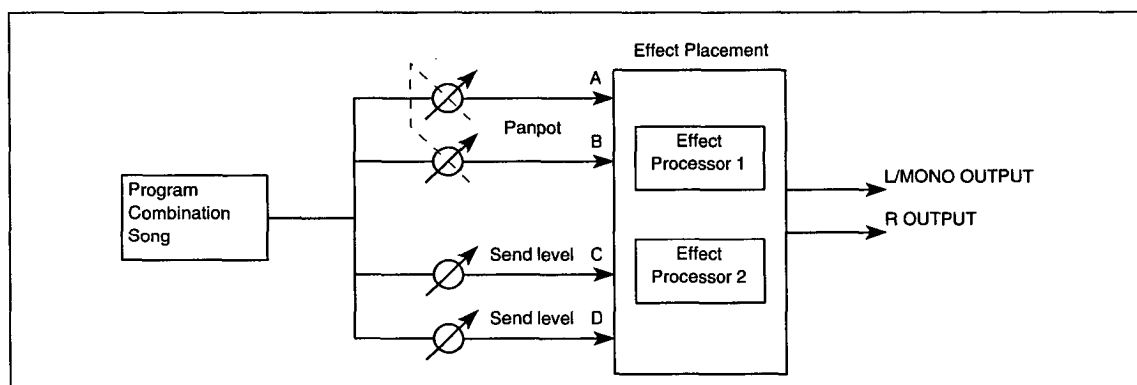 Effect Placement
A
Panpot
B
Effect
Processor 1
Program
Combination
Song
L/MONO OUTPUT
R OUTPUT
Send level C
Effect
Processor 2
Send level D